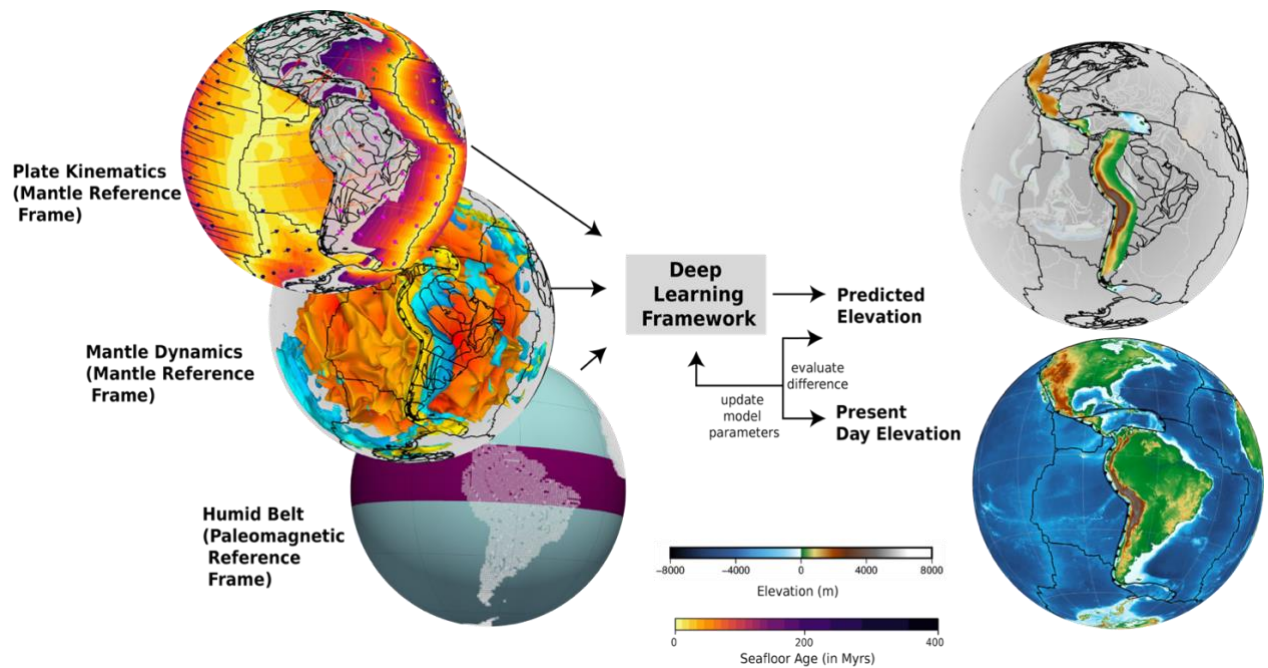 Plate Kinematics
(Mantle Reference
Frame)
Mantle Dynamics
(Mantle Reference
Frame)
Humid Belt
(Paleomagnetic
Reference
Frame)
Deep
Learning
Framework
Predicted
Elevation
evaluate
difference
update
model
parameters
Present
Day Elevation
−8000
−4000
0
4000
8000
Elevation (m)
0
200
400
Seafloor Age (in Myrs)